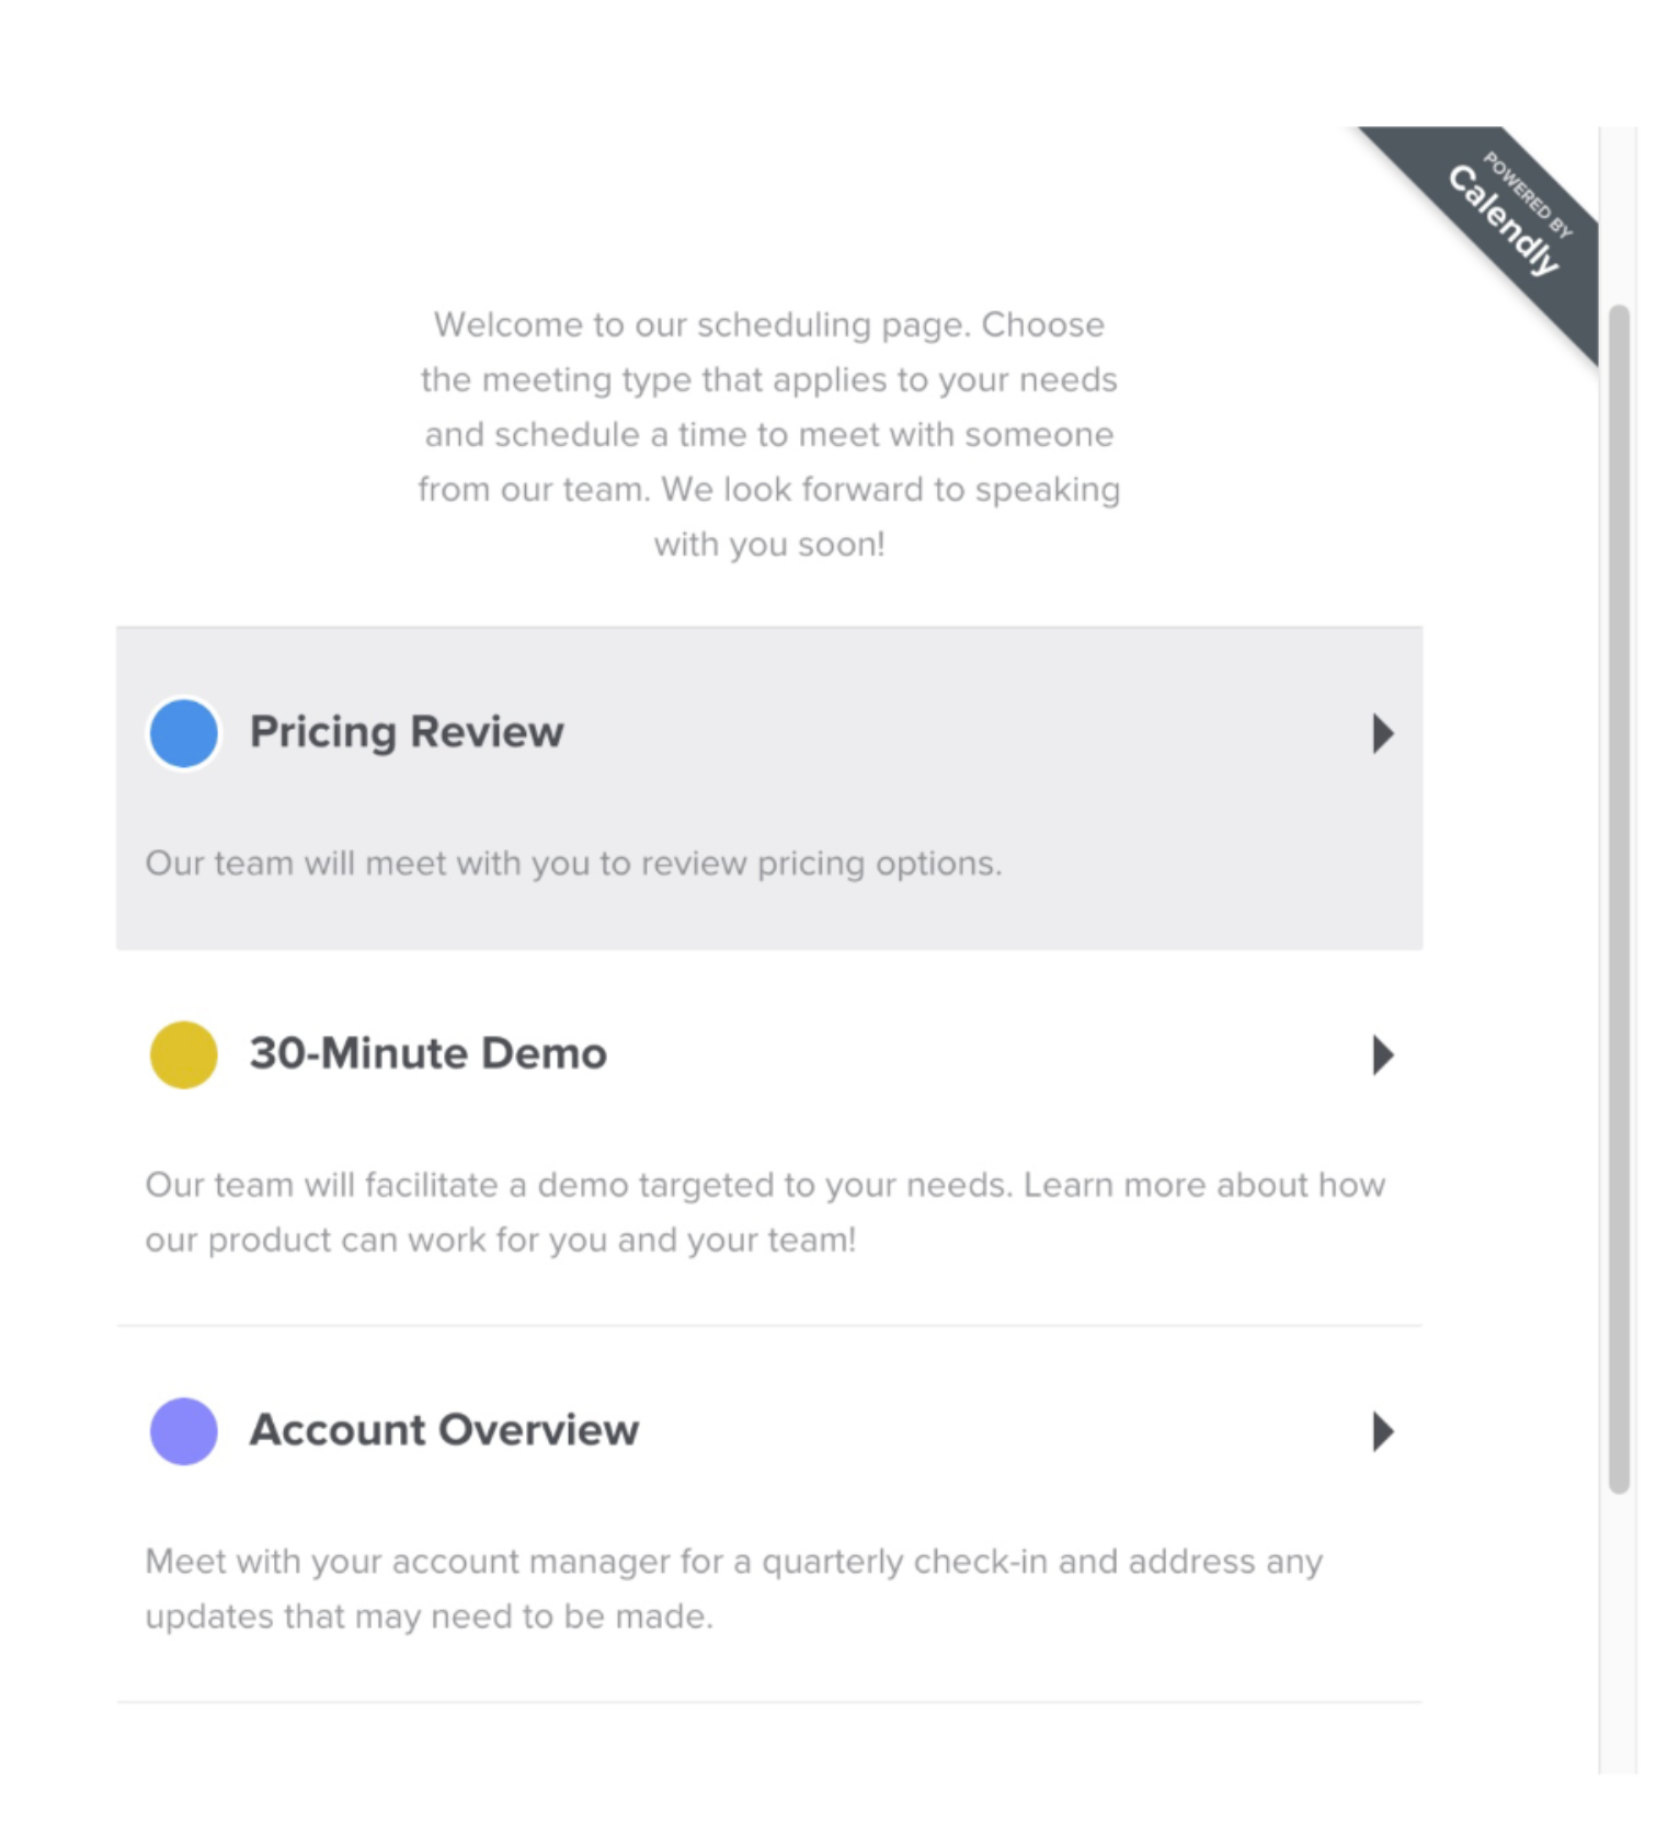 POWERED BY
Calendly
Welcome to our scheduling page. Choose
the meeting type that applies to your needs
and schedule a time to meet with someone
from our team. We look forward to speaking
with you soon!
Pricing Review
Our team will meet with you to review pricing options.
30-Minute Demo
Our team will facilitate a demo targeted to your needs. Learn more about how
our product can work for you and your team!
Account Overview
Meet with your account manager for a quarterly check-in and address any
updates that may need to be made.